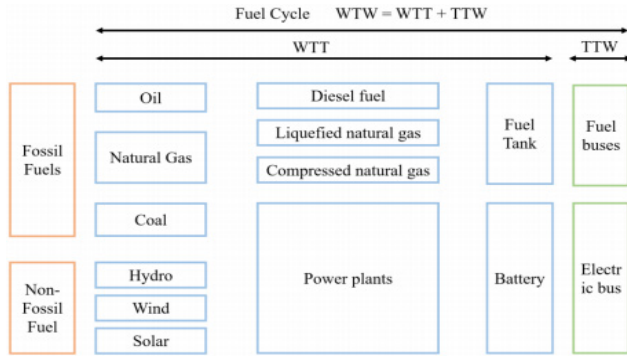 Fuel Cycle WTW = WTT + TTW
WTT
TTW
Fossil
Fuels
Oil
Natural Gas
Coal
Diesel fuel
Liquefied natural gas
Compressed natural gas
Fuel
Tank
Fuel
buses
Non-
Fossil
Fuel
Hydro
Wind
Solar
Power plants
Battery
Electr
ic bus